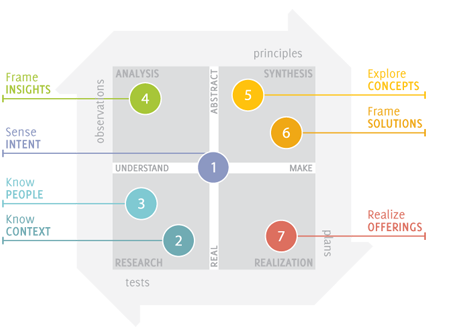 principles
Frame
INSIGHTS
ANALYSIS
4
observations
ABSTRACT
SYNTHESIS
5
Explore
CONCEPTS
6
Frame
SOLUTIONS
Sense
INTENT
UNDERSTAND
1
MAKE
Know
PEOPLE
3
Know
CONTEXT
2
RESEARCH
REAL
7
REALIZATION
Realize
OFFERINGS
plans
tests